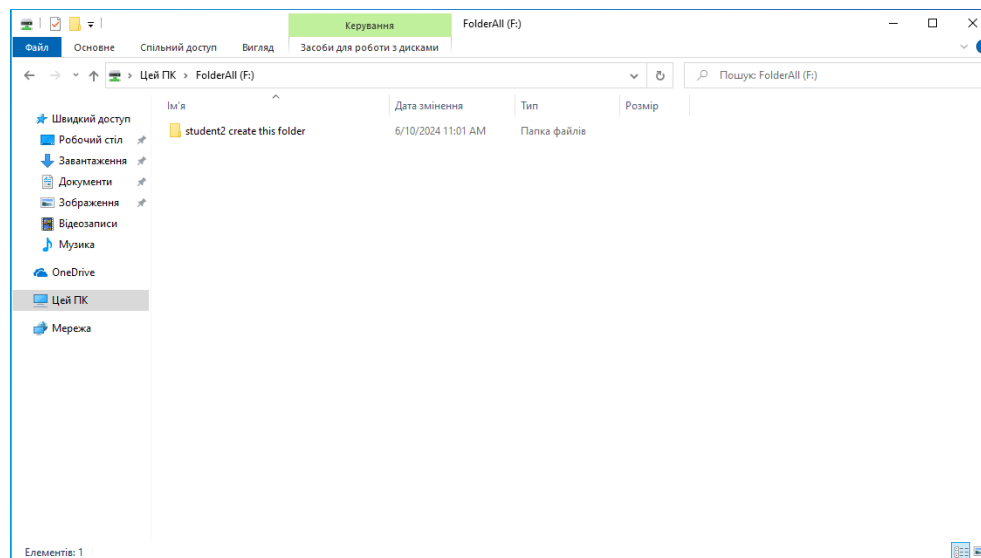 Керування
FolderAll (F:)
Файл
Основне
Спільний доступ
Вигляд
Засоби для роботи з дисками
Цей ПК > FolderAll (F:)
Пошук: FolderAll (F:)
Швидкий доступ
Робочий стіл
Завантаження
Документи
Зображення
Відеозаписи
Музика
OneDrive
Цей ПК
Мережа
Ім'я
Дата змінення
Тип
Розмір
student2 create this folder
6/10/2024 11:01 AM
Папка файлів
Елементів: 1